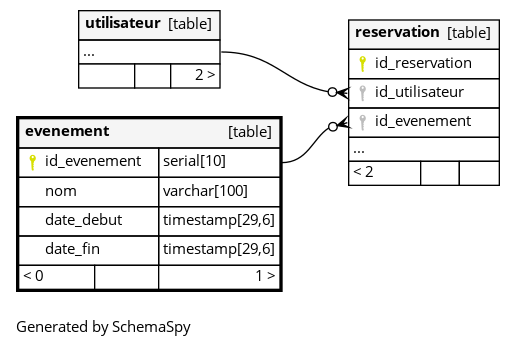 utilisateur [table]
...
2 >
reservation [table]
id_reservation
id_utilisateur
id_evenement
...
< 2
evenement [table]
id_evenement serial[10]
nom varchar[100]
date_debut timestamp[29,6]
date_fin timestamp[29,6]
< 0 1 >
Generated by SchemaSpy